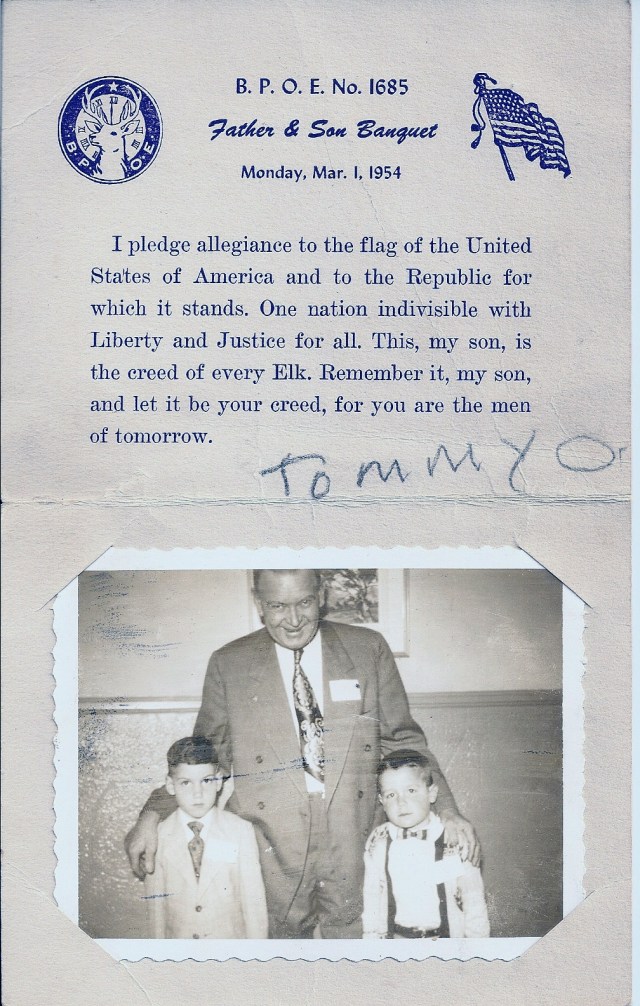 B. P. O. E. No. 1685
Father & Son Banquet
Monday, Mar. 1, 1954
B. P. O. E.
I pledge allegiance to the flag of the United
States of America and to the Republic for
which it stands. One nation indivisible with
Liberty and Justice for all. This, my son, is
the creed of every Elk. Remember it, my son,
and let it be your creed, for you are the men
of tomorrow.
TOMMY